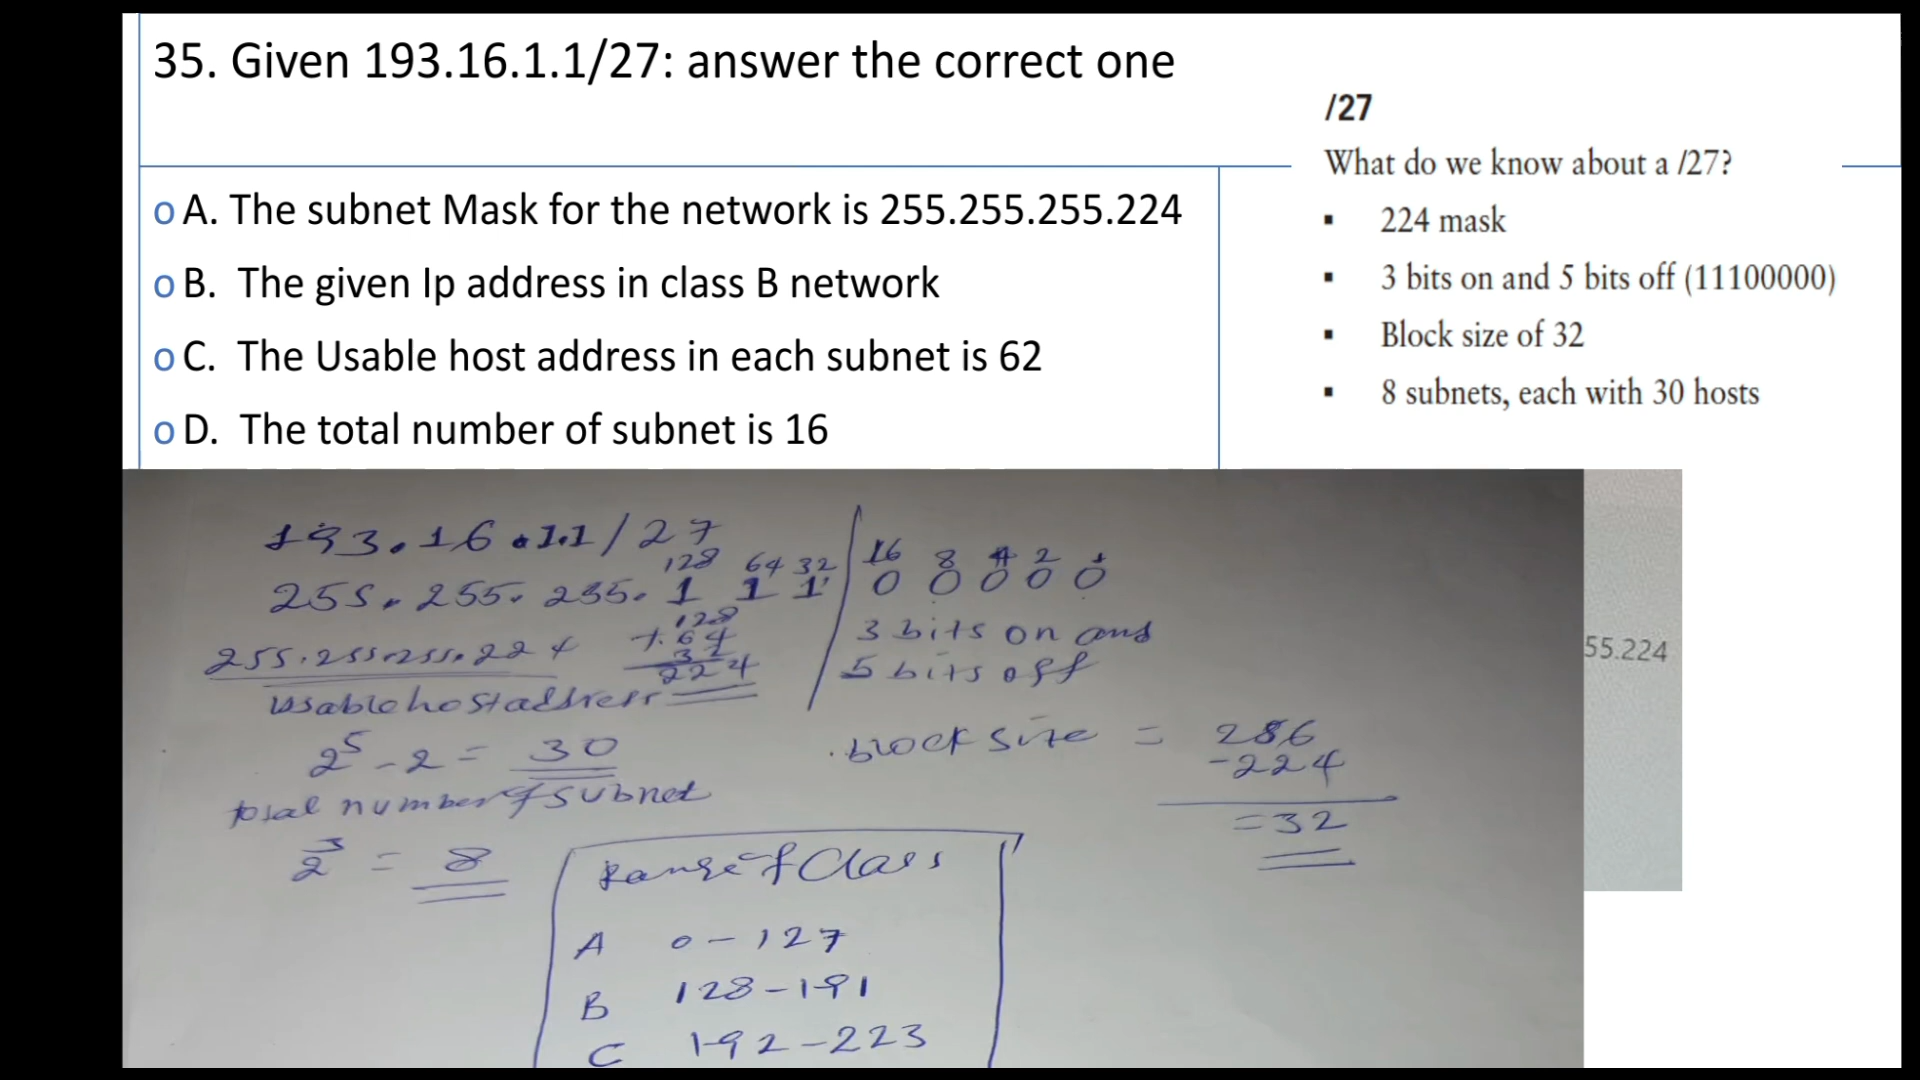 35. Given 193.16.1.1/27: answer the correct one
o A. The subnet Mask for the network is 255.255.255.224
o B. The given Ip address in class B network
o C. The Usable host address in each subnet is 62
o D. The total number of subnet is 16
/27
What do we know about a /27?
▪ 224 mask
▪ 3 bits on and 5 bits off (11100000)
▪ Block size of 32
▪ 8 subnets, each with 30 hosts
193.16.1.1/27
128 64 32 16 8 4 2 1
255.255.255. 1 1 1 0 0 0 0 0
128
+64
32
224
255.255.255.224
3 bits on and
5 bits off
usable host address
2^5 - 2 = 30
total number of subnet
2^3 = 8
block size = 256
-224
=32
Range of Class
A 0-127
B 128-191
C 192-223
55.224